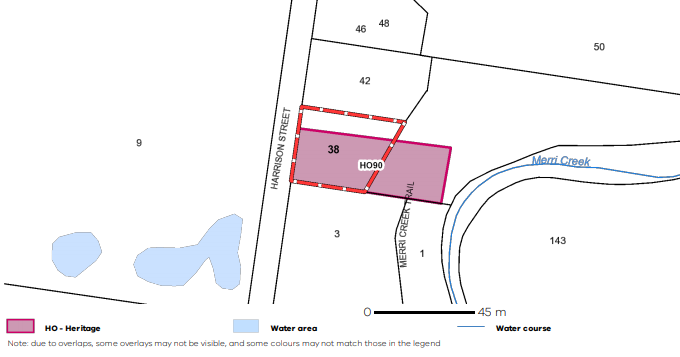 46 48
50
42
9
HARRISON STREET
38
HO90
Merri Creek
MERRI CREEK TRAIL
3
1
143
0 45 m
HO - Heritage Water area Water course
Note: due to overlaps, some overlays may not be visible, and some colours may not match those in the legend